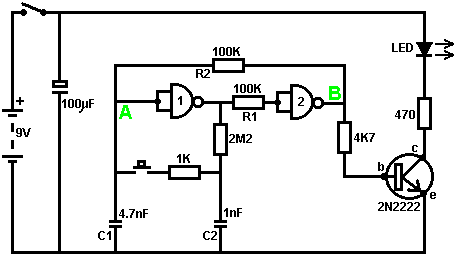 100K
R2
LED
100K
R1
1
2
A
B
+
9V
100µF
2M2
1K
4K7
470
4.7nF
C1
1nF
C2
b
c
e
2N2222